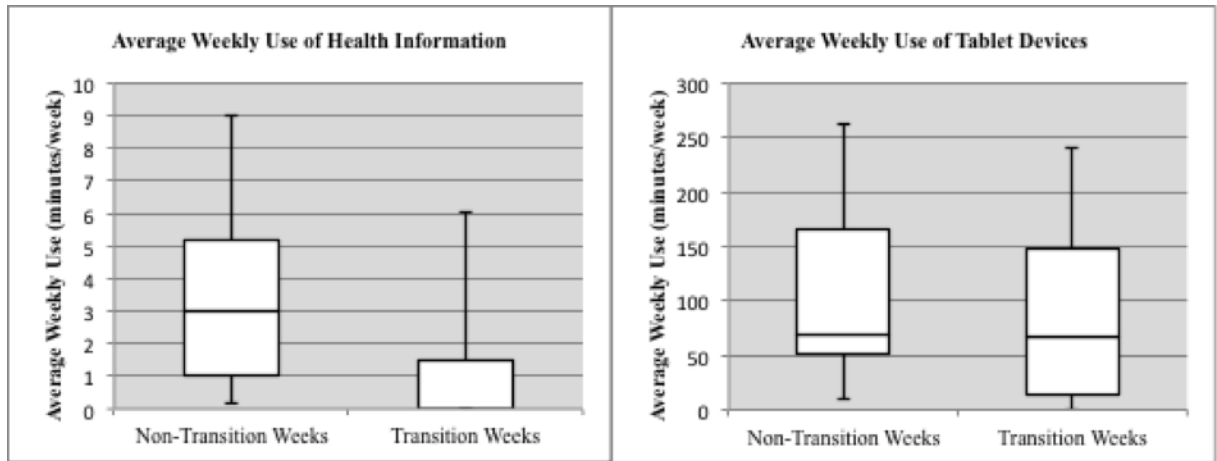 Average Weekly Use of Health Information
Average Weekly Use (minutes/week)
10
9
8
7
6
5
4
3
2
1
0
Non-Transition Weeks
Transition Weeks
Average Weekly Use of Tablet Devices
Average Weekly Use (minutes/week)
300
250
200
150
100
50
0
Non-Transition Weeks
Transition Weeks